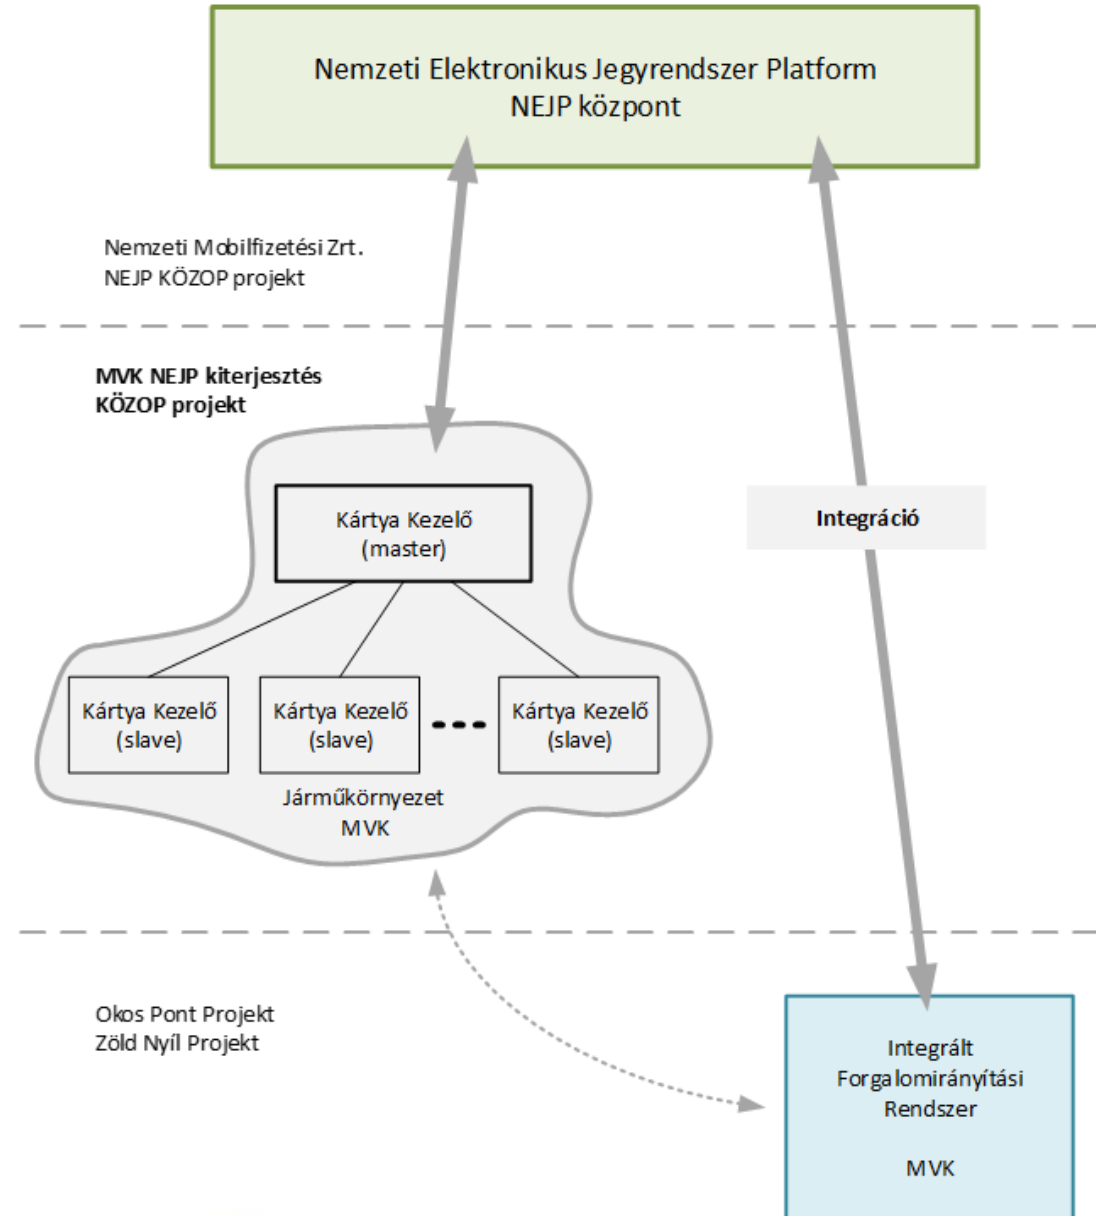 Nemzeti Elektronikus Jegyrendszer Platform
NEJP központ
Nemzeti Mobilfizetési Zrt.
NEJP KÖZOP projekt
MVK NEJP kiterjesztés
KÖZOP projekt
Kártya Kezelő
(master)
Integráció
Kártya Kezelő
(slave)
Kártya Kezelő
(slave)
Kártya Kezelő
(slave)
Járműkörnyezet
MVK
Okos Pont Projekt
Zöld Nyíl Projekt
Integrált
Forgalomirányítási
Rendszer
MVK